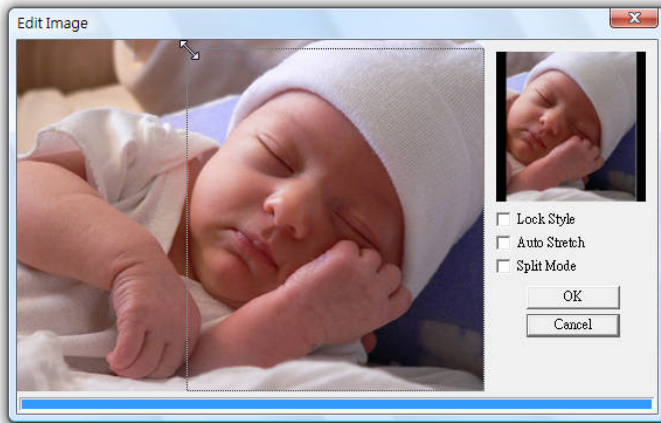 Edit Image
Lock Style
Auto Stretch
Split Mode
OK
Cancel